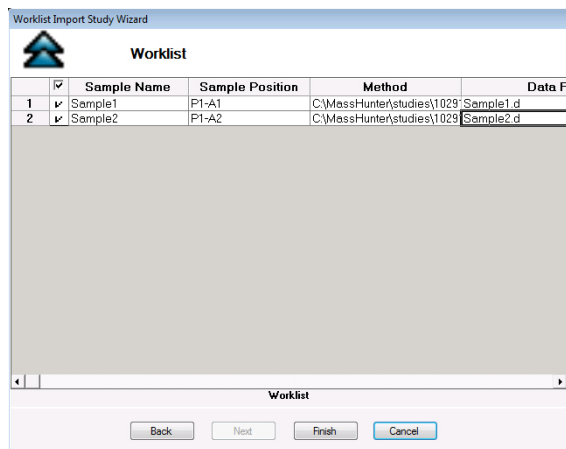 Worklist Import Study Wizard
Worklist
Sample Name Sample Position Method Data F
1 Sample1 P1-A1 C:\MassHunter\studies\1029 Sample1.d
2 Sample2 P1-A2 C:\MassHunter\studies\1029 Sample2.d
Worklist
Back Next Finish Cancel